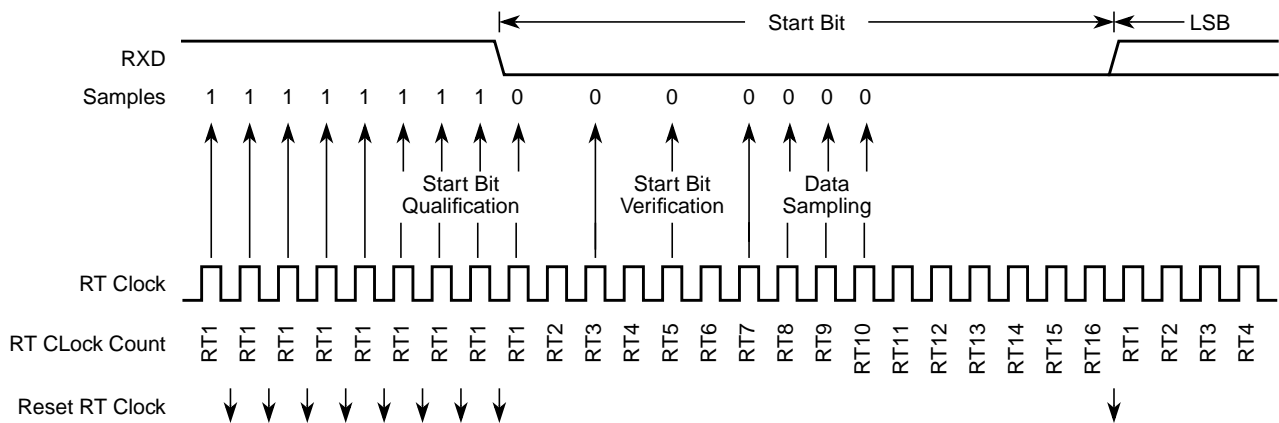 Start Bit LSB
RXD
Samples 1 1 1 1 1 1 1 1 0 0 0 0 0 0 0
Start Bit Start Bit Data
Qualification Verification Sampling
RT Clock
RT CLock Count RT1 RT1 RT1 RT1 RT1 RT1 RT1 RT1 RT1 RT2 RT3 RT4 RT5 RT6 RT7 RT8 RT9 RT10 RT11 RT12 RT13 RT14 RT15 RT16 RT1 RT2 RT3 RT4
Reset RT Clock